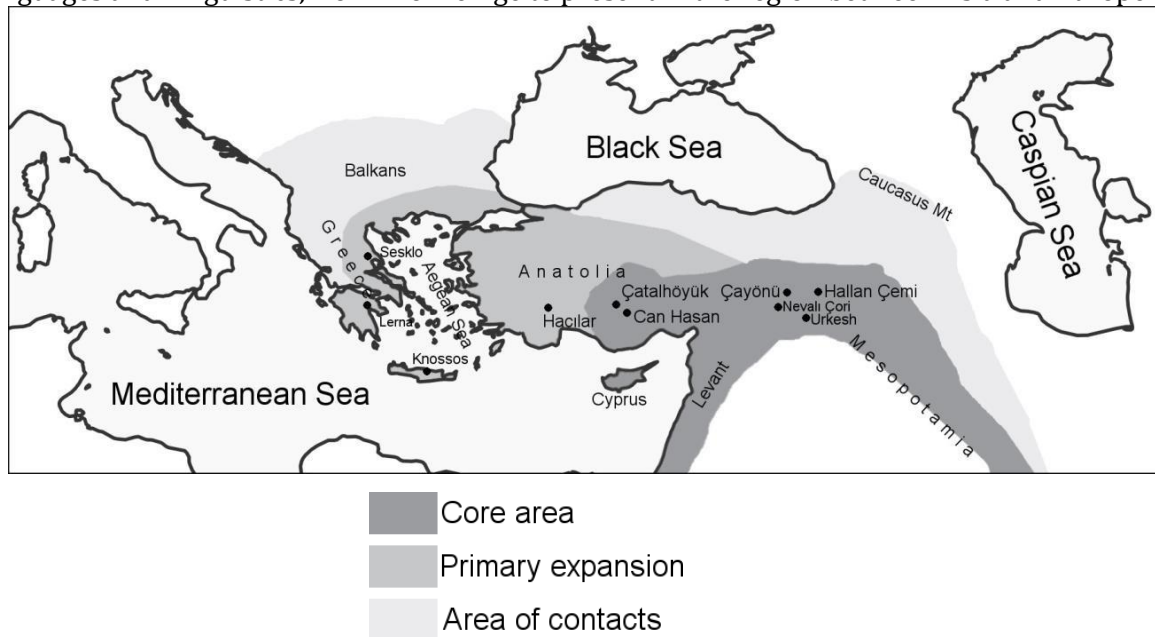 Black Sea
Caspian Sea
Balkans
Caucasus Mt
Greece
Sesklo
Aegean Sea
Anatolia
Çatalhöyük
Çayönü
Hallan Çemi
Nevalı Çori
Can Hasan
Hacılar
Urkesh
Lerna
Knossos
Mediterranean Sea
Cyprus
Levant
Mesopotamia
Core area
Primary expansion
Area of contacts